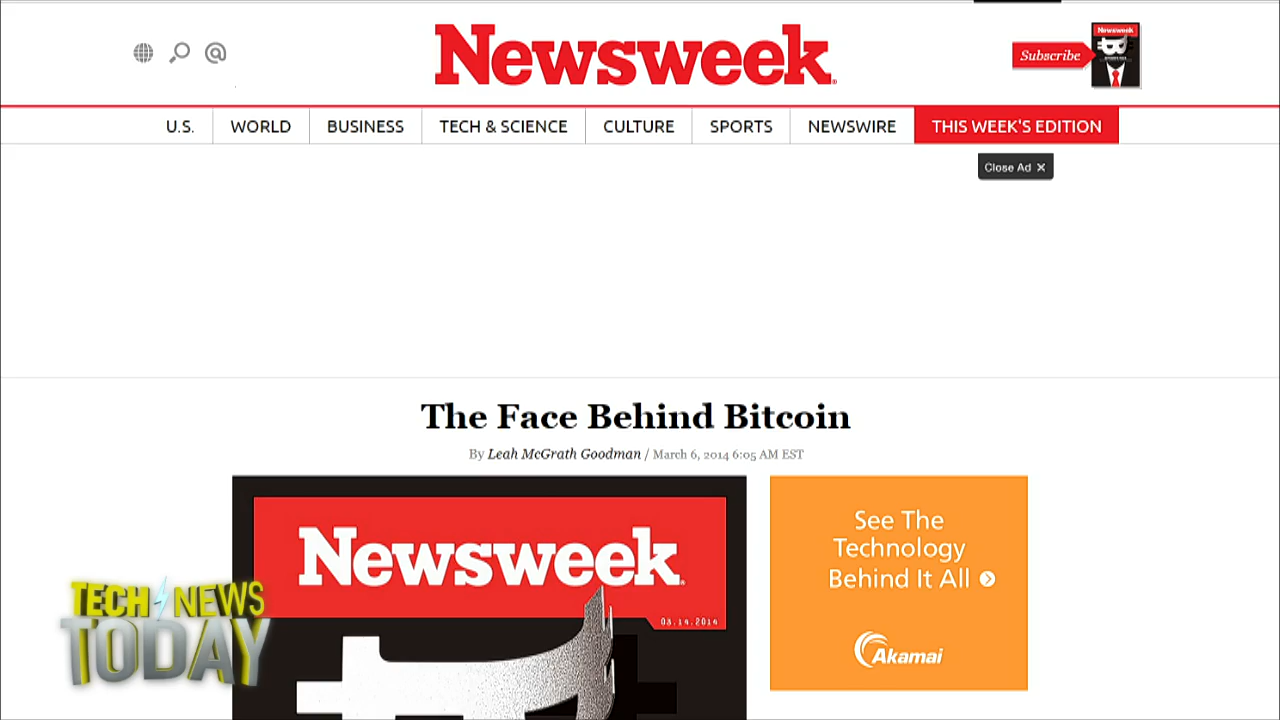 Newsweek
Subscribe
Newsweek
U.S.
WORLD
BUSINESS
TECH & SCIENCE
CULTURE
SPORTS
NEWSWIRE
THIS WEEK'S EDITION
Close Ad X
The Face Behind Bitcoin
By Leah McGrath Goodman / March 6, 2014 6:05 AM EST
Newsweek
03.14.2014
See The
Technology
Behind It All
Akamai
TECH NEWS
TODAY